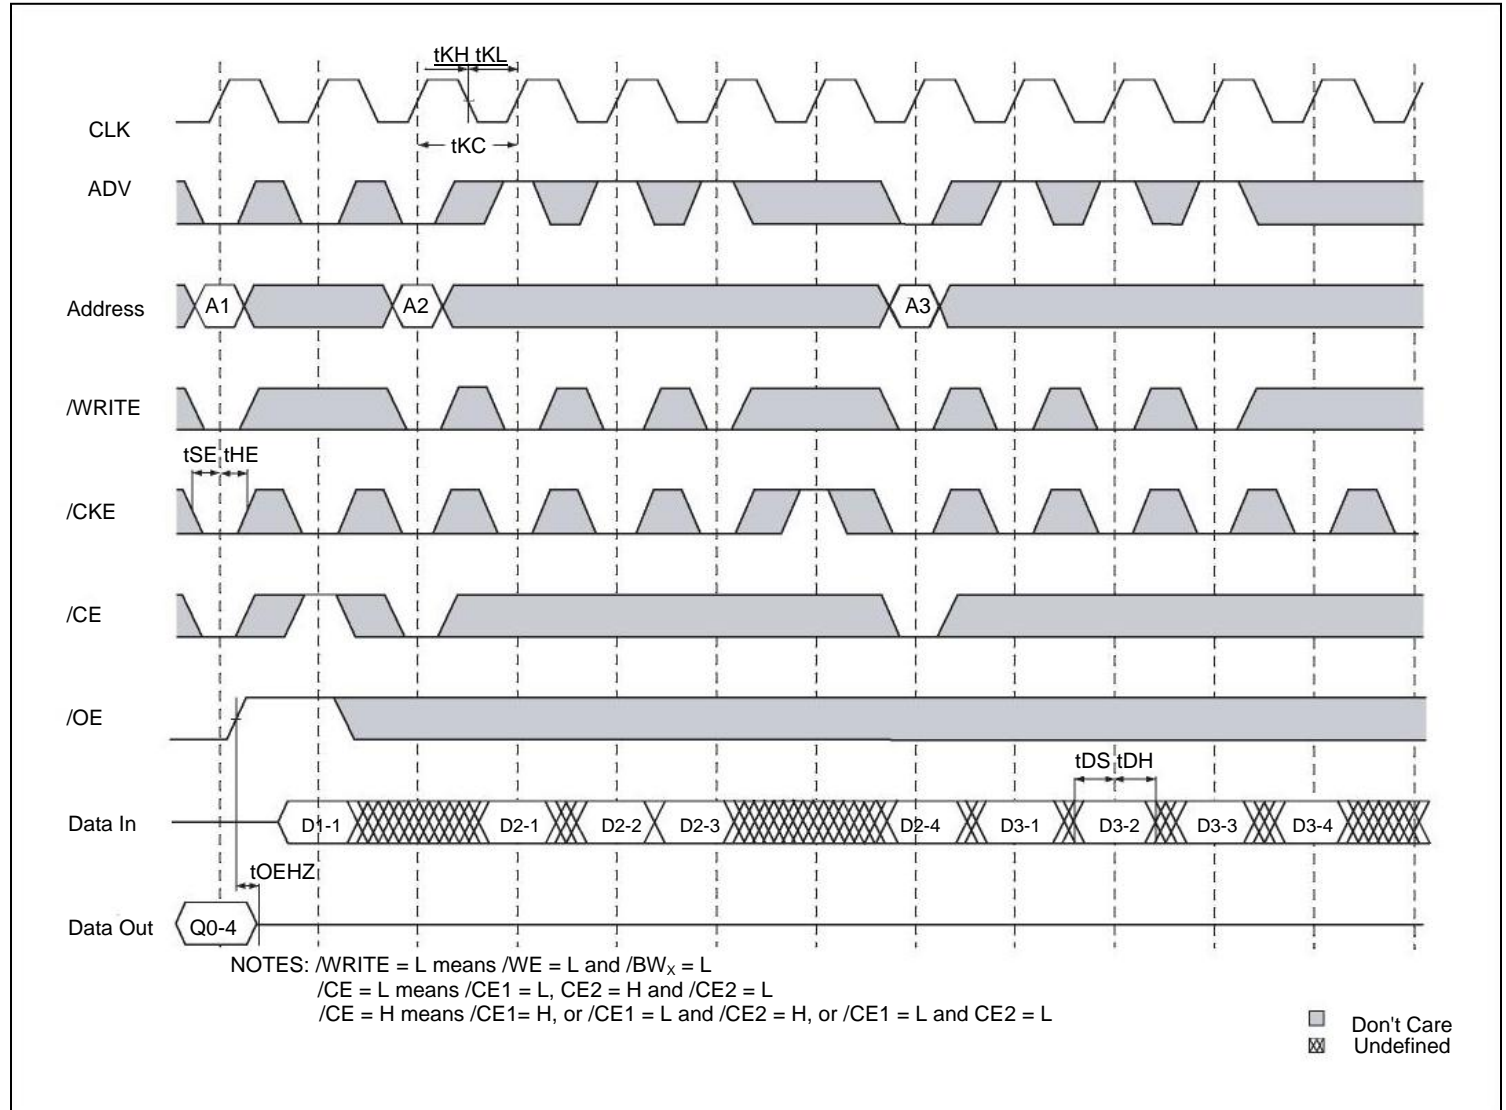 tKH tKL
CLK
tKC
ADV
Address A1 A2 A3
/WRITE
tSE tHE
/CKE
/CE
/OE
tDS tDH
Data In D1-1 D2-1 D2-2 D2-3 D2-4 D3-1 D3-2 D3-3 D3-4
tOEHZ
Data Out Q0-4
NOTES: /WRITE = L means /WE = L and /BWX = L
/CE = L means /CE1 = L, CE2 = H and /CE2 = L
/CE = H means /CE1= H, or /CE1 = L and /CE2 = H, or /CE1 = L and CE2 = L
Don't Care
Undefined